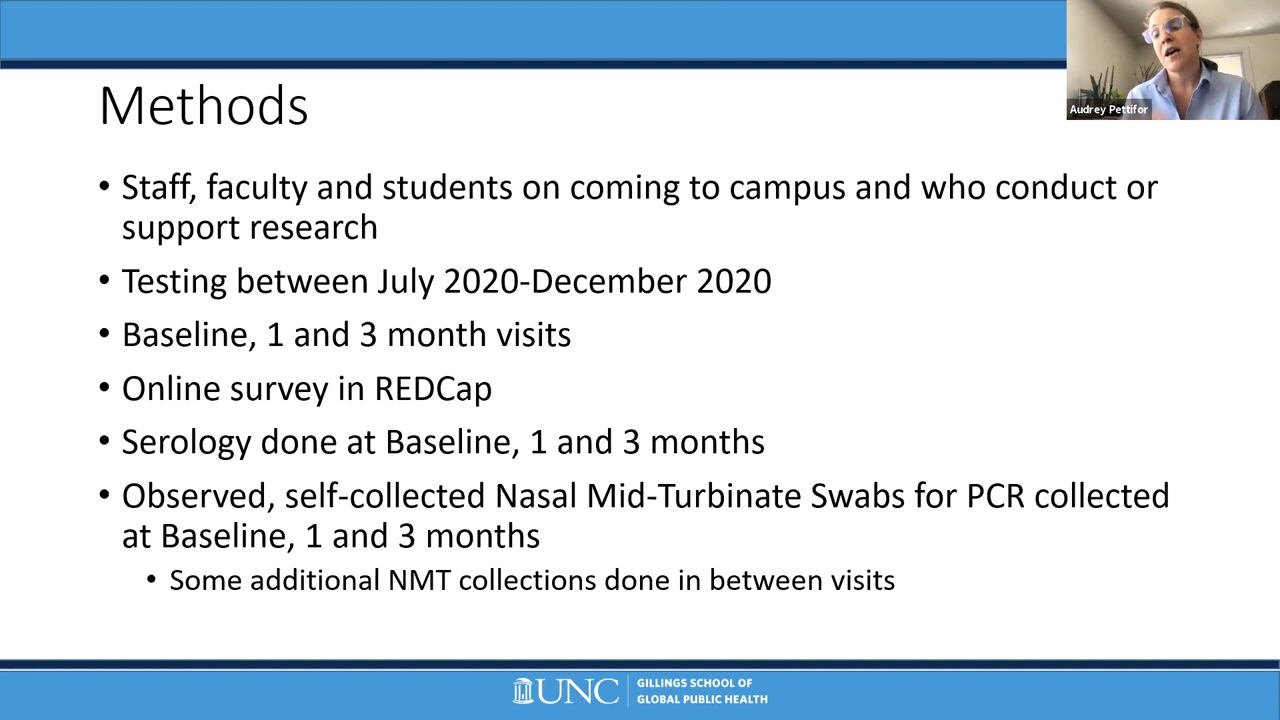 Audrey Pettifor
Methods
• Staff, faculty and students on coming to campus and who conduct or
support research
• Testing between July 2020-December 2020
• Baseline, 1 and 3 month visits
• Online survey in REDCap
• Serology done at Baseline, 1 and 3 months
• Observed, self-collected Nasal Mid-Turbinate Swabs for PCR collected
at Baseline, 1 and 3 months
• Some additional NMT collections done in between visits
UNC
GILLINGS SCHOOL OF
GLOBAL PUBLIC HEALTH